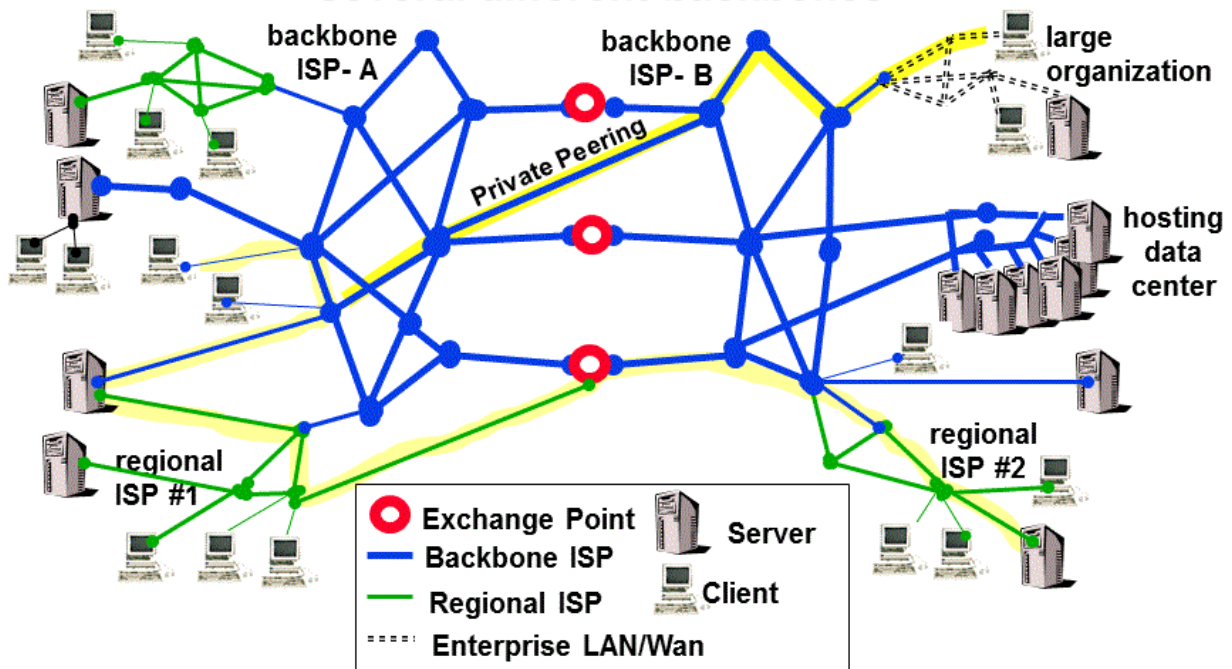 backbone
ISP- A
backbone
ISP- B
large
organization
Private Peering
hosting
data
center
regional
ISP #1
regional
ISP #2
Exchange Point
Server
Backbone ISP
Regional ISP
Client
Enterprise LAN/Wan